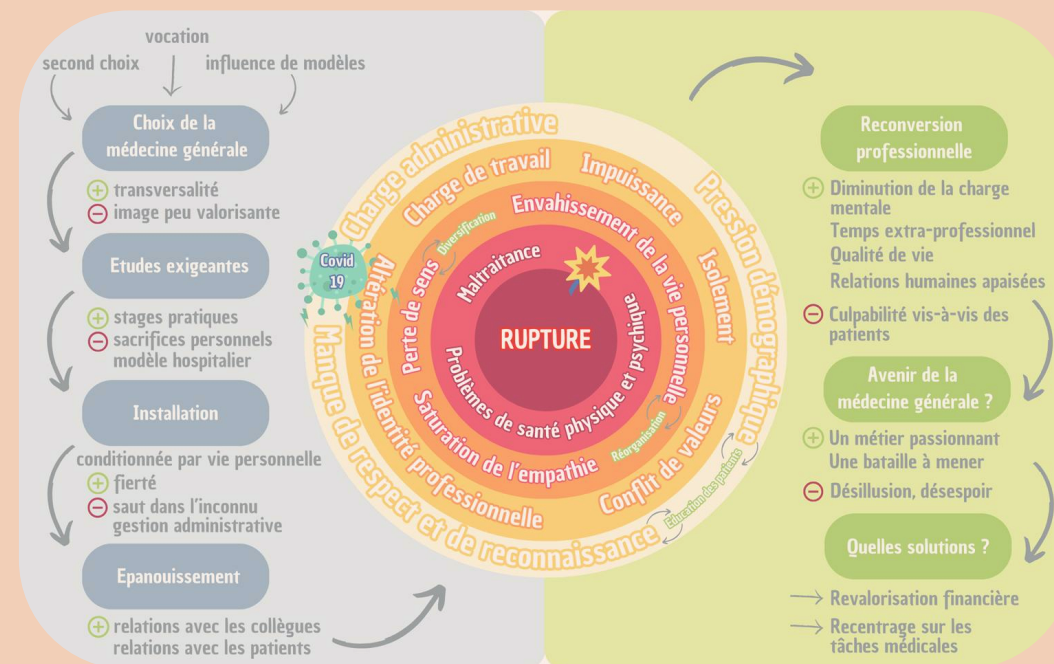 vocation
second choix
influence de modèles
Choix de la
médecine générale
+ transversalité
− image peu valorisante
Etudes exigeantes
+ stages pratiques
− sacrifices personnels
modèle hospitalier
Installation
conditionnée par vie personnelle
+ fierté
− saut dans l'inconnu
gestion administrative
Epanouissement
+ relations avec les collègues
relations avec les patients
Charge administrative
Pression démographique
Manque de respect et de reconnaissance
Education des patients
Charge de travail
Impuissance
Isolement
Conflit de valeurs
Altération de l'identité professionnelle
Covid
19
Envahissement de la vie personnelle
Réorganisation
Saturation de l'empathie
Perte de sens
Diversification
Maltraitance
Problèmes de santé physique et psychique
RUPTURE
Reconversion
professionnelle
+ Diminution de la charge
mentale
Temps extra-professionnel
Qualité de vie
Relations humaines apaisées
− Culpabilité vis-à-vis des
patients
Avenir de la
médecine générale ?
+ Un métier passionnant
Une bataille à mener
− Désillusion, désespoir
Quelles solutions ?
→ Revalorisation financière
→ Recentrage sur les
tâches médicales